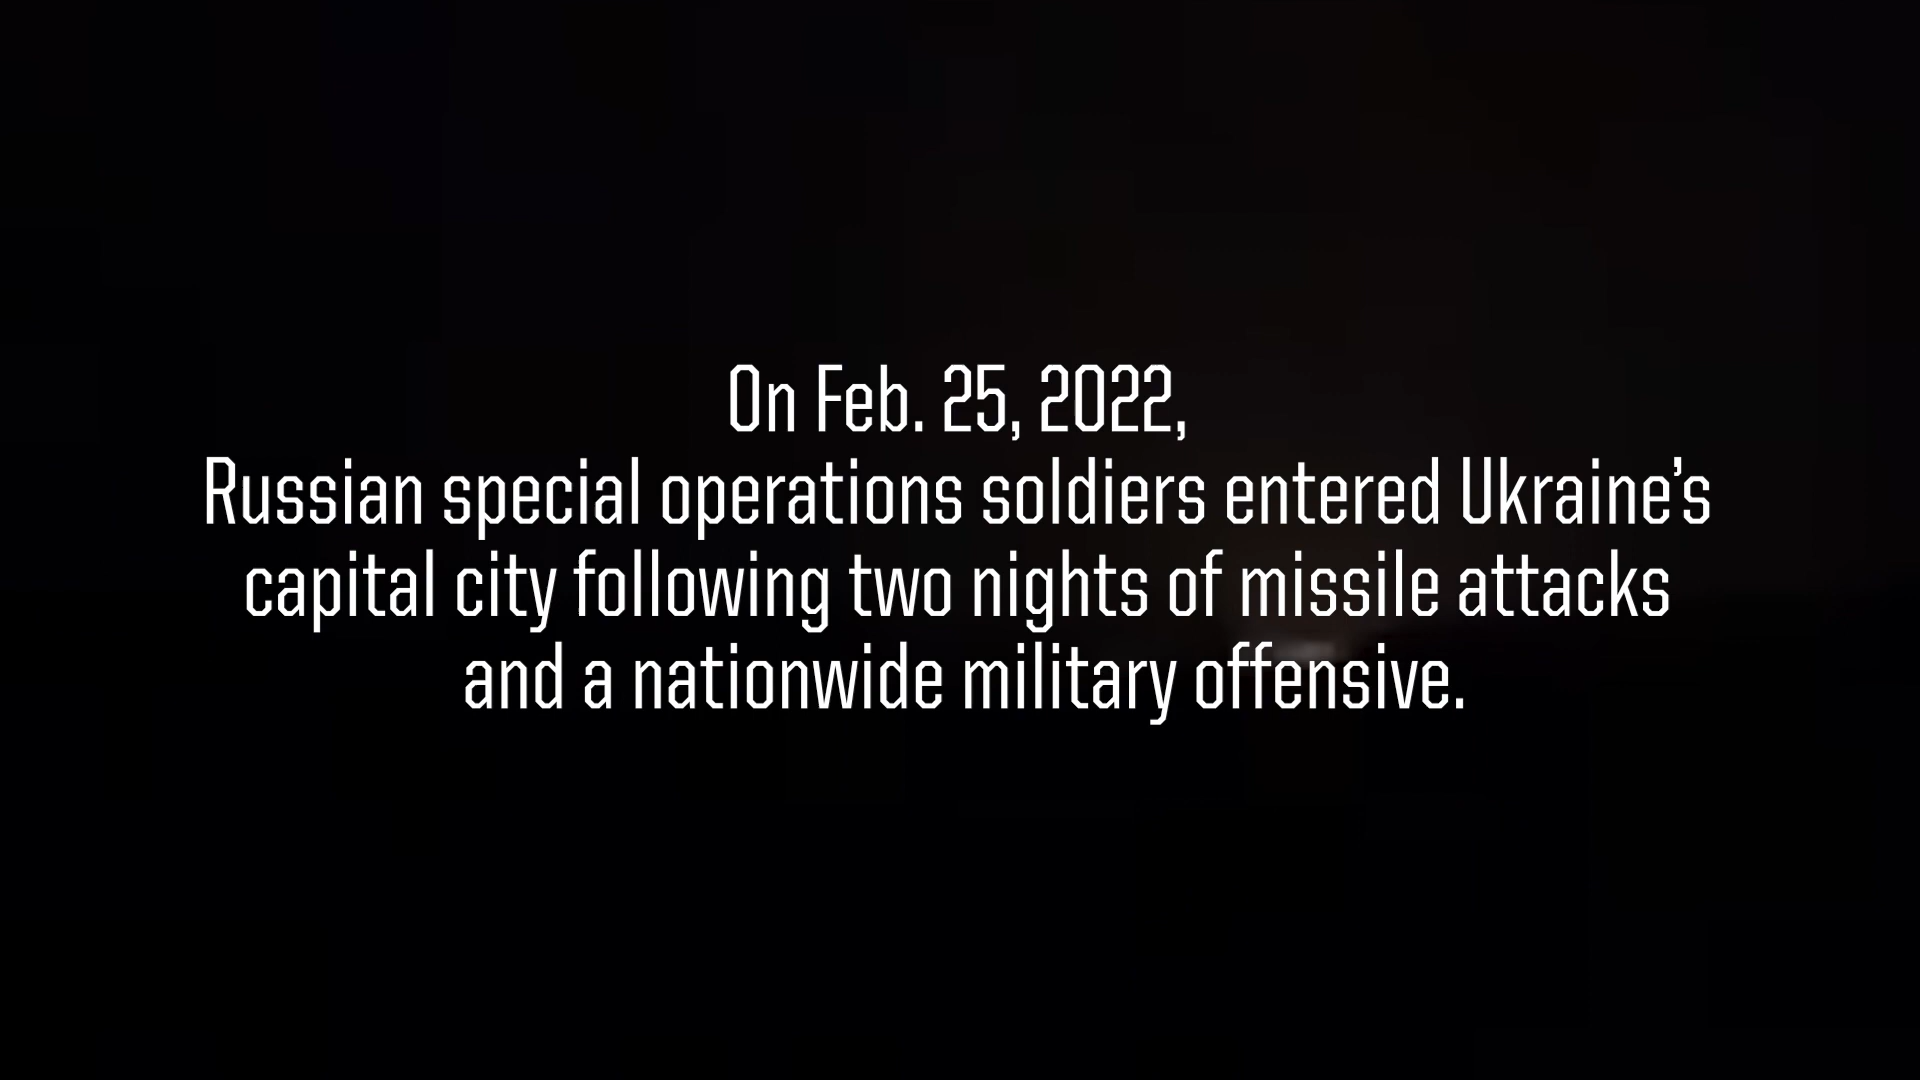 On Feb. 25, 2022,
Russian special operations soldiers entered Ukraine’s
capital city following two nights of missile attacks
and a nationwide military offensive.